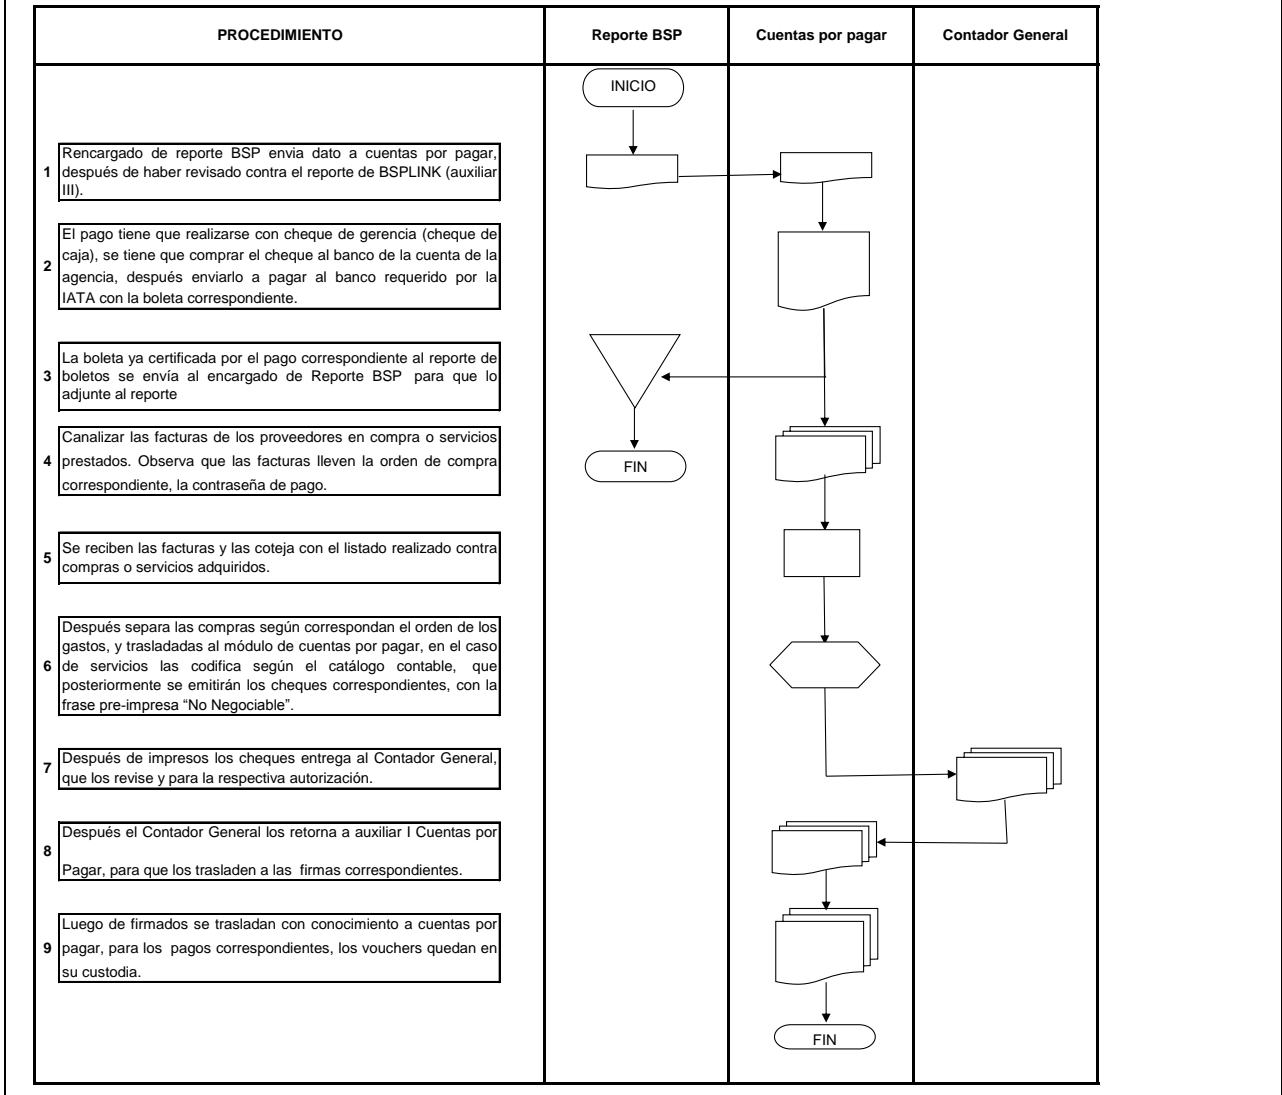 PROCEDIMIENTO Reporte BSP Cuentas por pagar Contador General
INICIO
1 Rencargado de reporte BSP envia dato a cuentas por pagar,
después de haber revisado contra el reporte de BSPLINK (auxiliar
III).
2 El pago tiene que realizarse con cheque de gerencia (cheque de
caja), se tiene que comprar el cheque al banco de la cuenta de la
agencia, después enviarlo a pagar al banco requerido por la
IATA con la boleta correspondiente.
3 La boleta ya certificada por el pago correspondiente al reporte de
boletos se envía al encargado de Reporte BSP para que lo
adjunte al reporte
4 Canalizar las facturas de los proveedores en compra o servicios
prestados. Observa que las facturas lleven la orden de compra
correspondiente, la contraseña de pago.
FIN
5 Se reciben las facturas y las coteja con el listado realizado contra
compras o servicios adquiridos.
6 Después separa las compras según correspondan el orden de los
gastos, y trasladadas al módulo de cuentas por pagar, en el caso
de servicios las codifica según el catálogo contable, que
posteriormente se emitirán los cheques correspondientes, con la
frase pre-impresa “No Negociable”.
7 Después de impresos los cheques entrega al Contador General,
que los revise y para la respectiva autorización.
8 Después el Contador General los retorna a auxiliar I Cuentas por
Pagar, para que los trasladen a las firmas correspondientes.
9 Luego de firmados se trasladan con conocimiento a cuentas por
pagar, para los pagos correspondientes, los vouchers quedan en
su custodia.
FIN